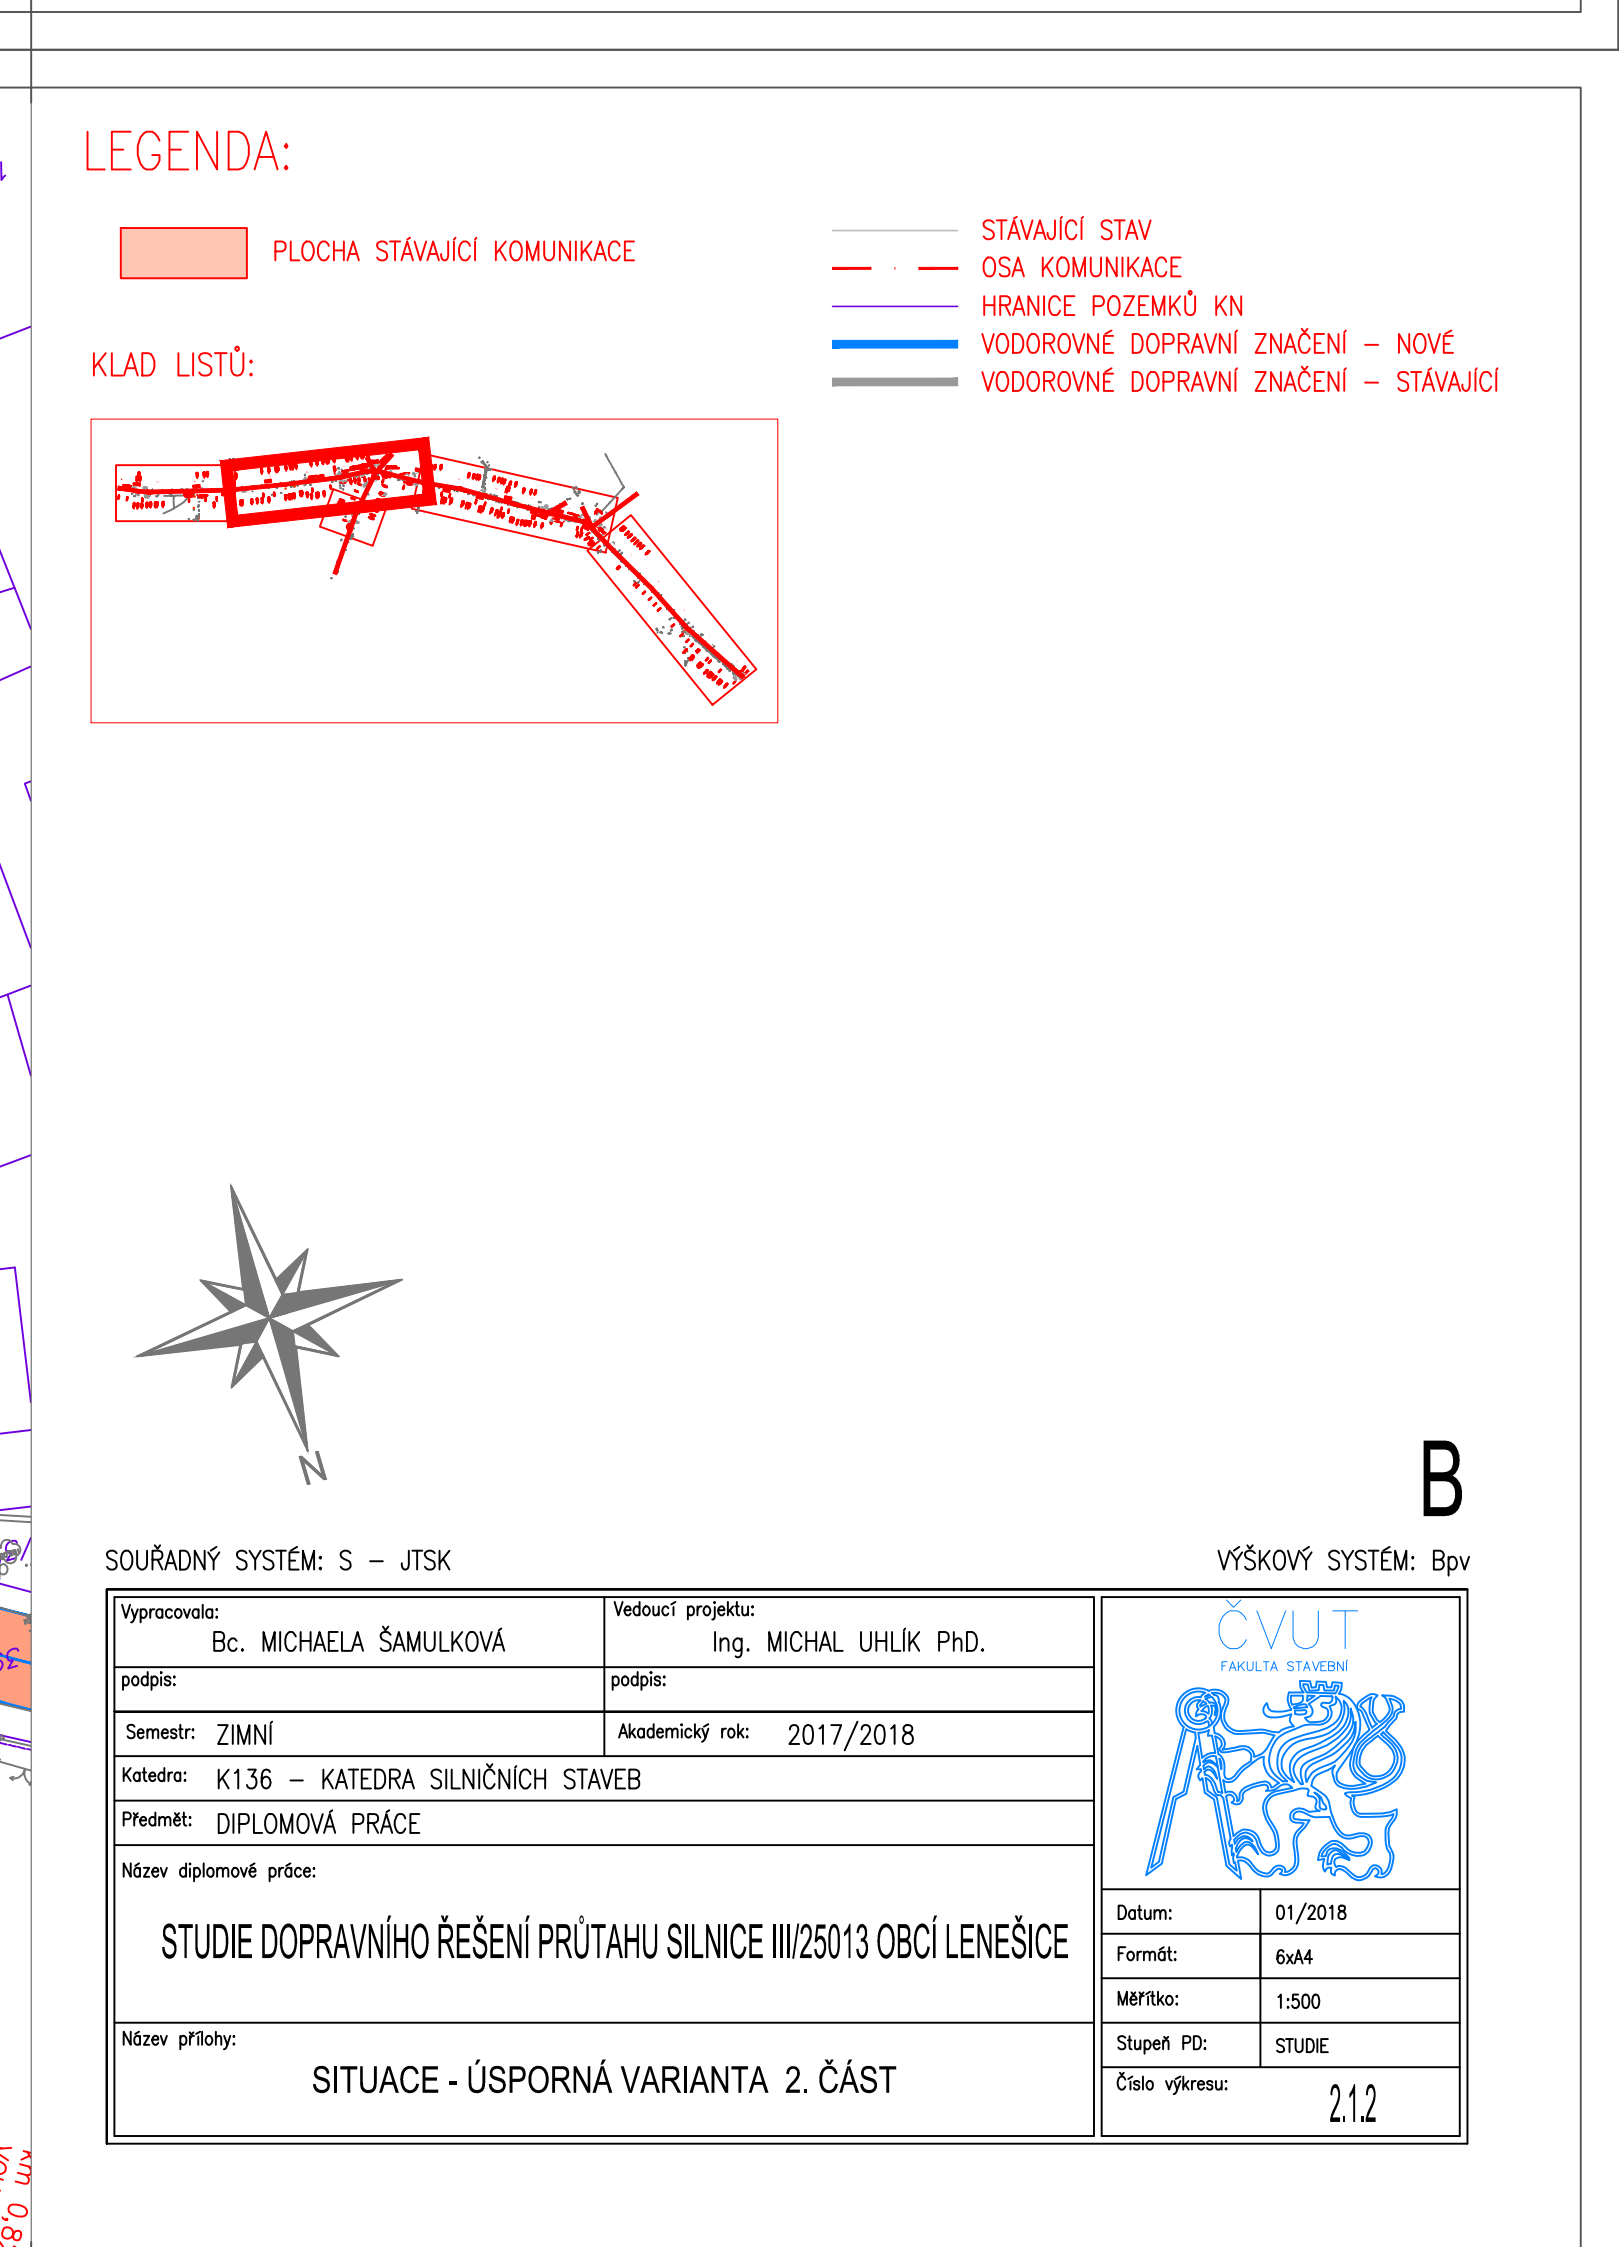 LEGENDA:
PLOCHA STÁVAJÍCÍ KOMUNIKACE
STÁVAJÍCÍ STAV
OSA KOMUNIKACE
HRANICE POZEMKŮ KN
VODOROVNÉ DOPRAVNÍ ZNAČENÍ – NOVÉ
VODOROVNÉ DOPRAVNÍ ZNAČENÍ – STÁVAJÍCÍ
KLAD LISTŮ:
N
B
SOUŘADNÝ SYSTÉM: S – JTSK
VÝŠKOVÝ SYSTÉM: Bpv
Vypracovala:
Bc. MICHAELA ŠAMULKOVÁ
Vedoucí projektu:
Ing. MICHAL UHLÍK PhD.
podpis:
podpis:
Semestr: ZIMNÍ
Akademický rok: 2017/2018
Katedra: K136 – KATEDRA SILNIČNÍCH STAVEB
Předmět: DIPLOMOVÁ PRÁCE
Název diplomové práce:
STUDIE DOPRAVNÍHO ŘEŠENÍ PRŮTAHU SILNICE III/25013 OBCÍ LENEŠICE
Název přílohy:
SITUACE - ÚSPORNÁ VARIANTA 2. ČÁST
ČVUT
FAKULTA STAVEBNÍ
Datum: 01/2018
Formát: 6xA4
Měřítko: 1:500
Stupeň PD: STUDIE
Číslo výkresu: 2.1.2
km 0,8